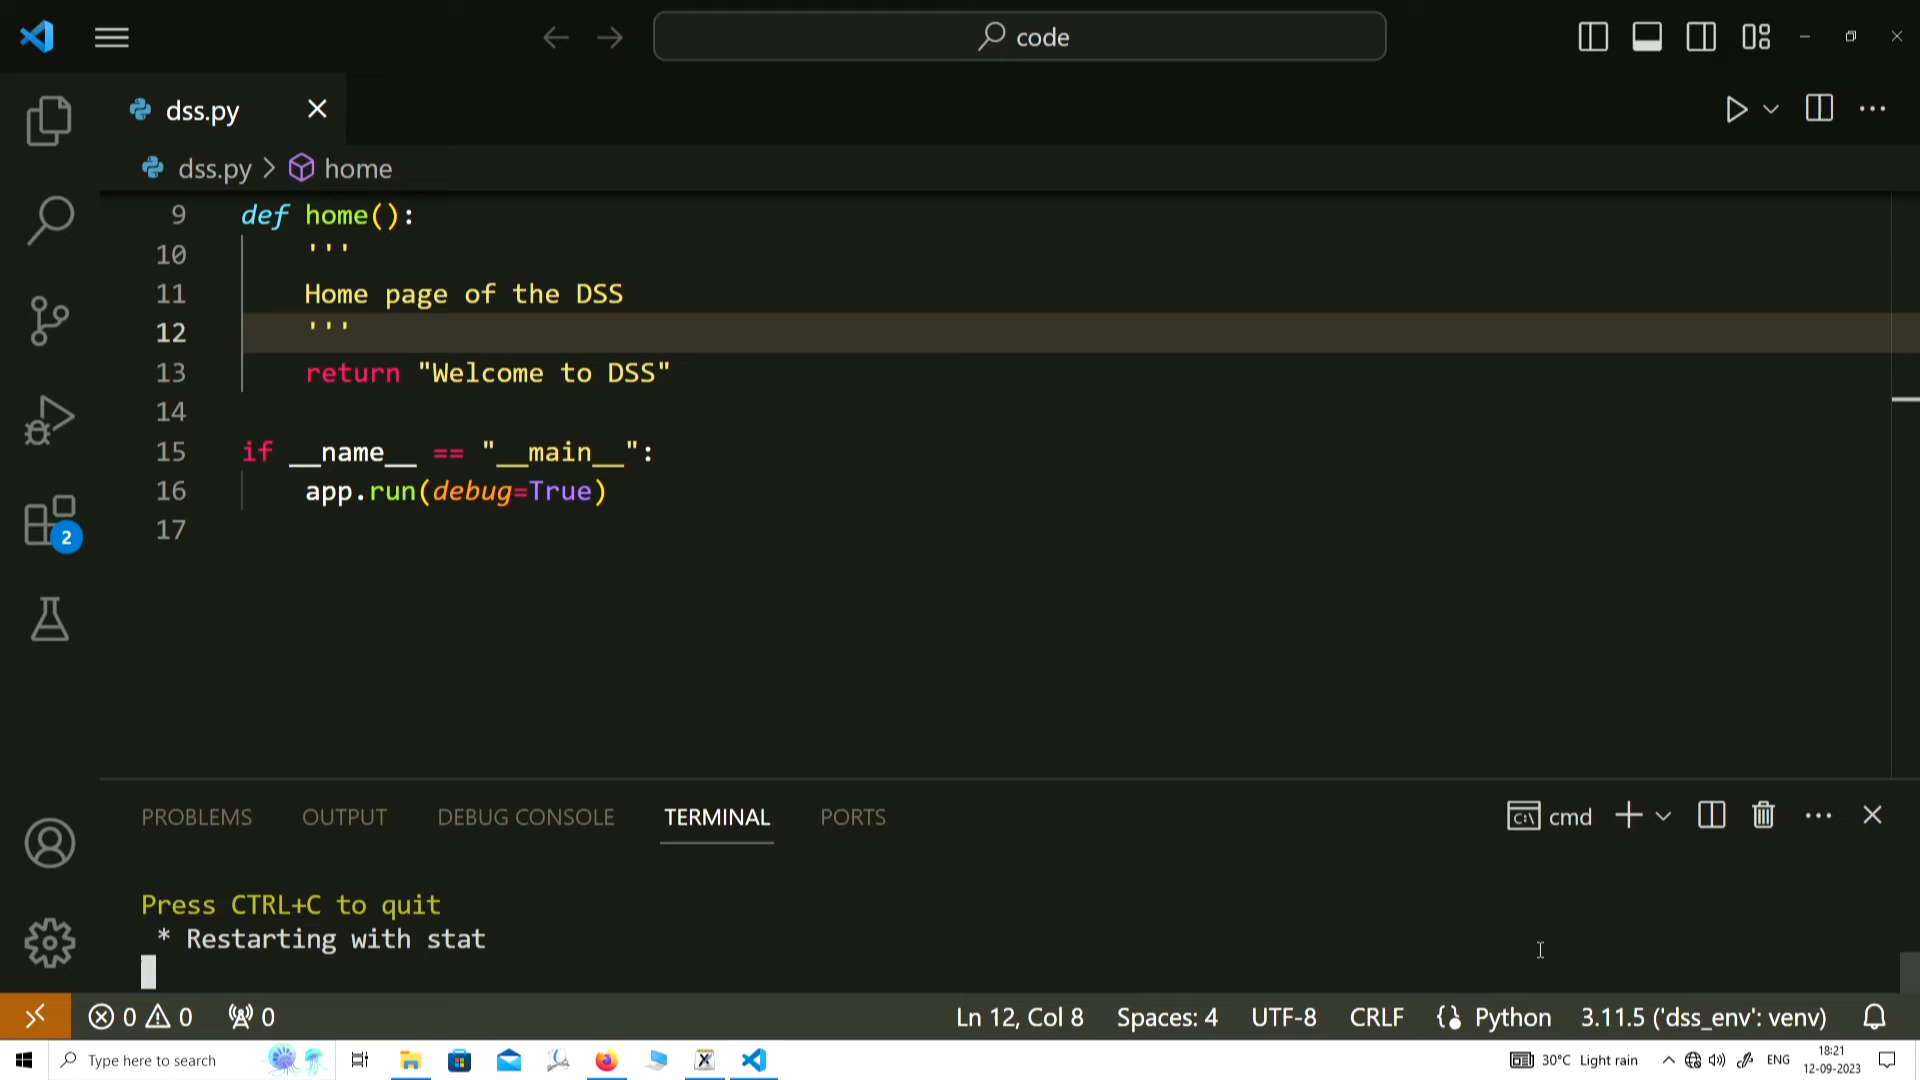 code
dss.py
dss.py > home
9 def home():
10 '''
11 Home page of the DSS
12 '''
13 return "Welcome to DSS"
14
15 if __name__ == "__main__":
16 app.run(debug=True)
17
2
PROBLEMS OUTPUT DEBUG CONSOLE TERMINAL PORTS cmd
Press CTRL+C to quit
* Restarting with stat
0 0 0 Ln 12, Col 8 Spaces: 4 UTF-8 CRLF Python 3.11.5 ('dss_env': venv)
Type here to search 30°C Light rain ENG 18:21
12-09-2023